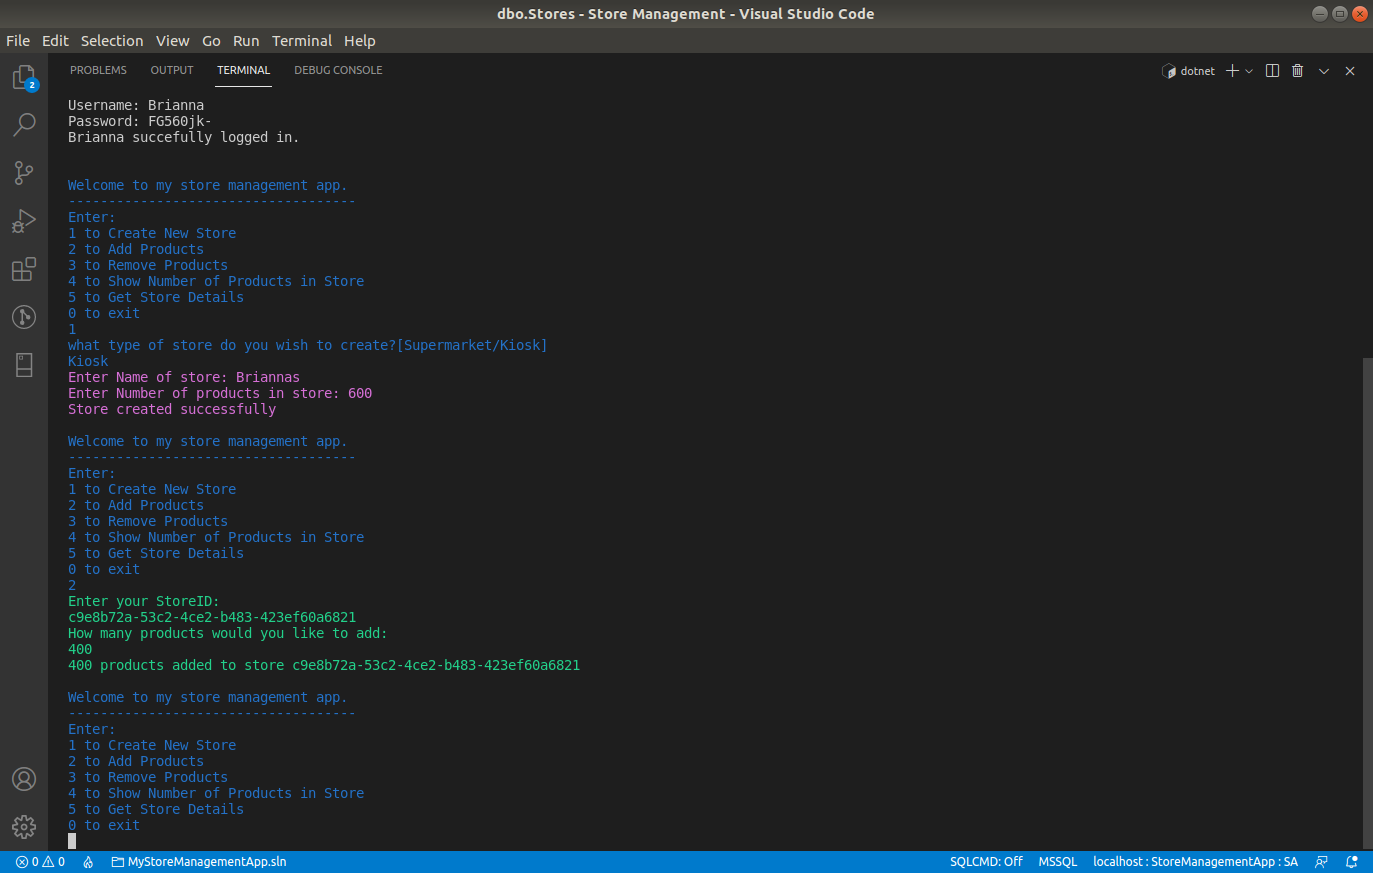 dbo.Stores - Store Management - Visual Studio Code
File Edit Selection View Go Run Terminal Help
PROBLEMS OUTPUT TERMINAL DEBUG CONSOLE
dotnet
2
Username: Brianna
Password: FG560jk-
Brianna succefully logged in.
Welcome to my store management app.
------------------------------------
Enter:
1 to Create New Store
2 to Add Products
3 to Remove Products
4 to Show Number of Products in Store
5 to Get Store Details
0 to exit
1
what type of store do you wish to create?[Supermarket/Kiosk]
Kiosk
Enter Name of store: Briannas
Enter Number of products in store: 600
Store created successfully
Welcome to my store management app.
------------------------------------
Enter:
1 to Create New Store
2 to Add Products
3 to Remove Products
4 to Show Number of Products in Store
5 to Get Store Details
0 to exit
2
Enter your StoreID:
c9e8b72a-53c2-4ce2-b483-423ef60a6821
How many products would you like to add:
400
400 products added to store c9e8b72a-53c2-4ce2-b483-423ef60a6821
Welcome to my store management app.
------------------------------------
Enter:
1 to Create New Store
2 to Add Products
3 to Remove Products
4 to Show Number of Products in Store
5 to Get Store Details
0 to exit
0 0 MyStoreManagementApp.sln SQLCMD: Off MSSQL localhost : StoreManagementApp : SA